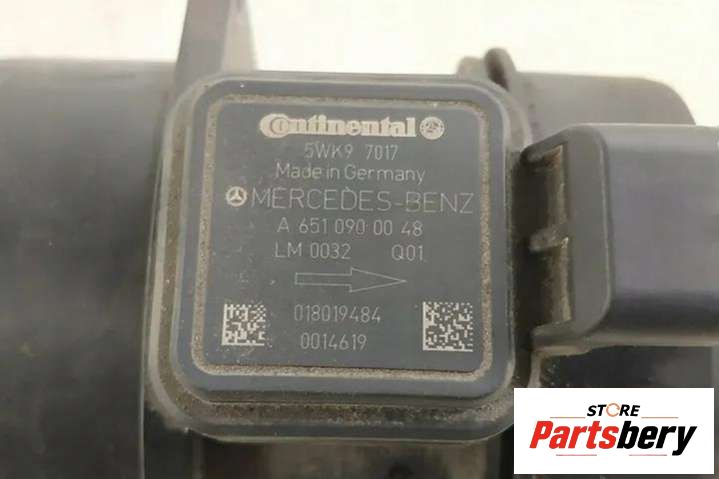 Continental
5WK9 7017
Made in Germany
MERCEDES-BENZ
A 651 090 00 48
LM 0032 Q01
018019484
0014619
STORE
Partsbery